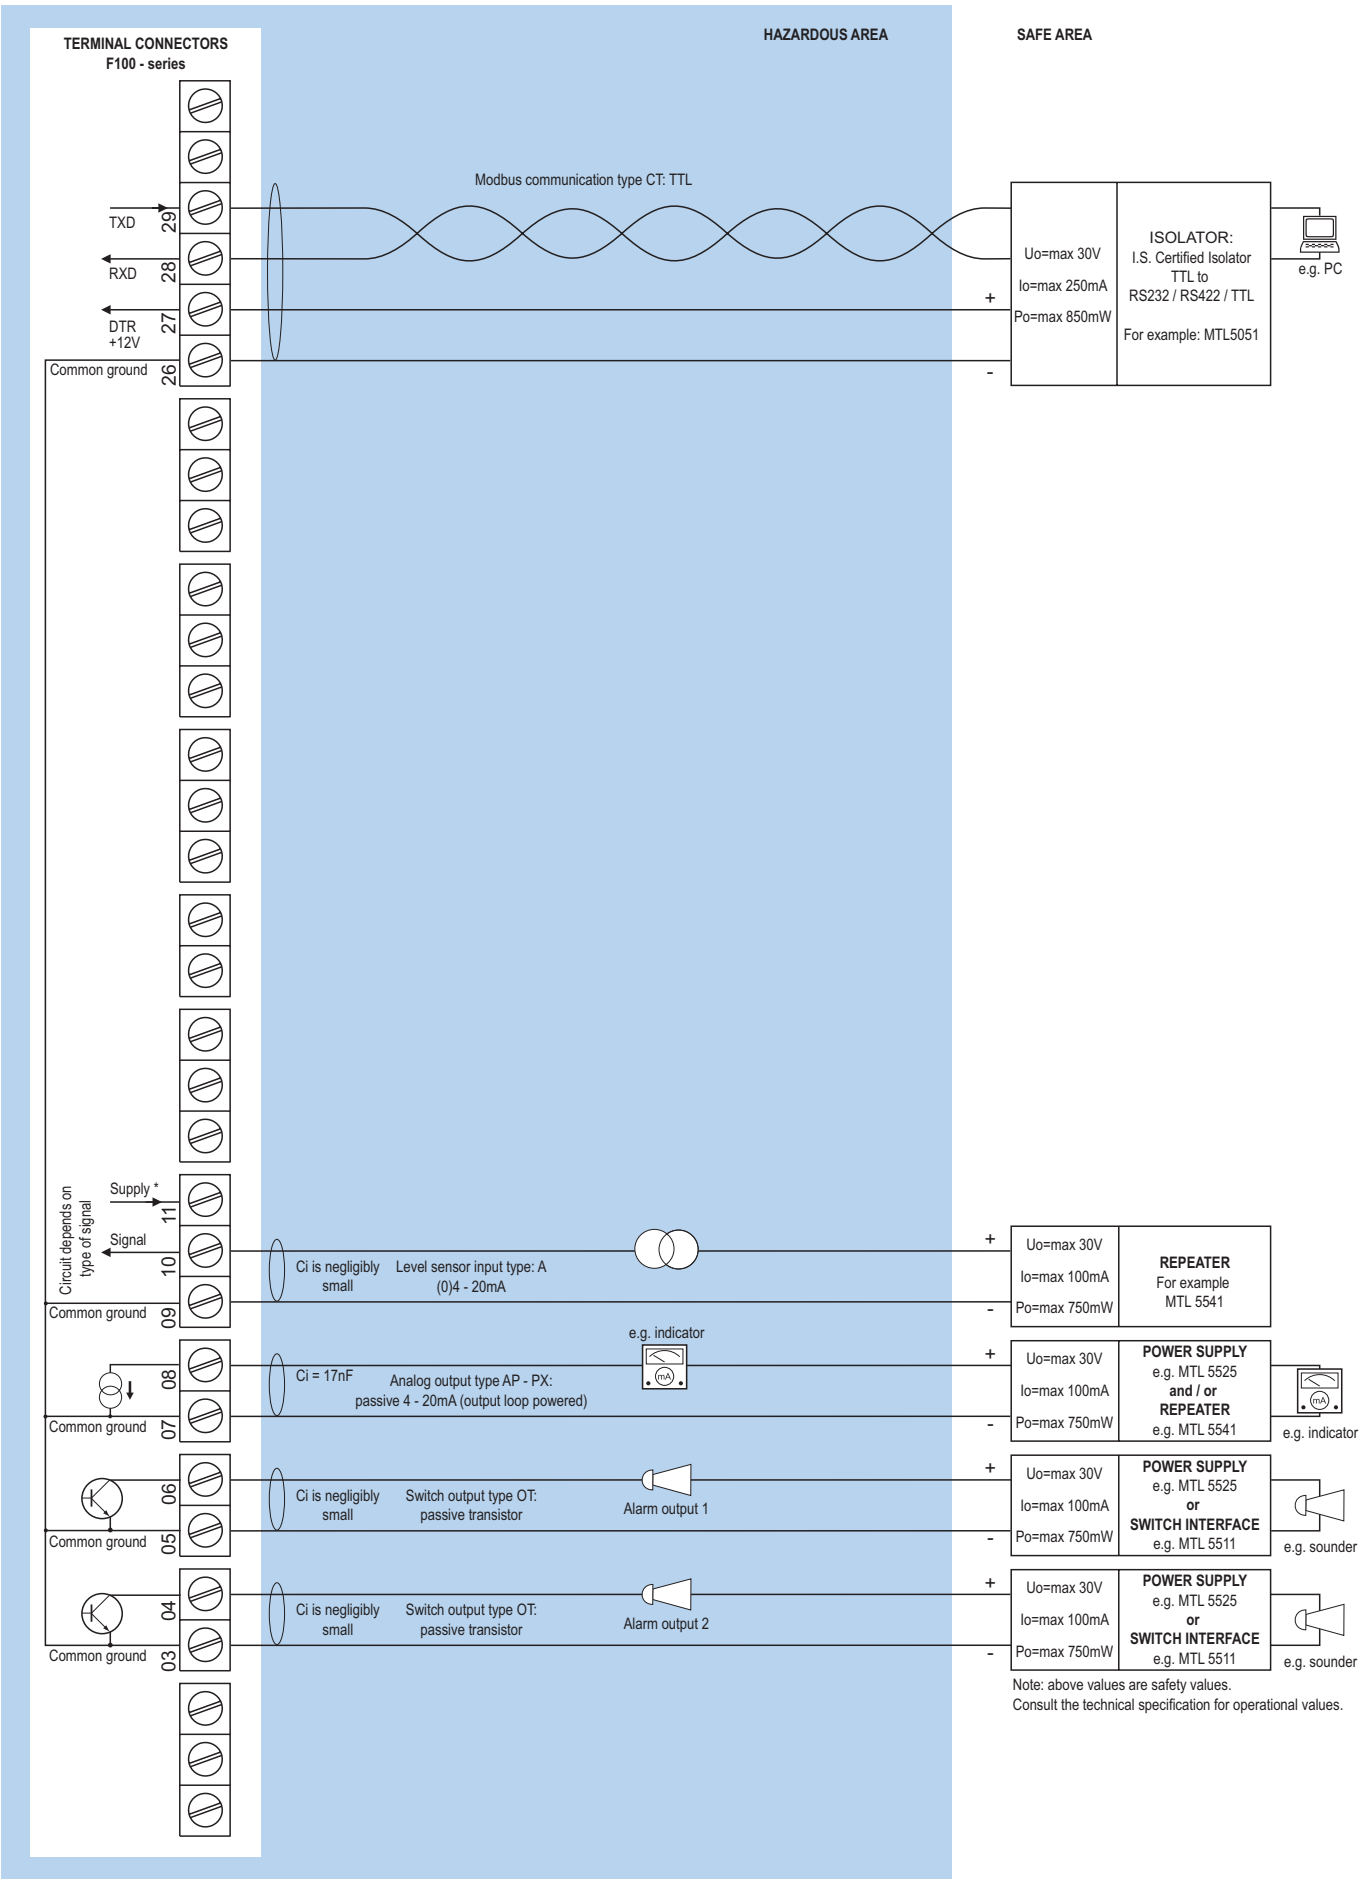 HAZARDOUS AREA
SAFE AREA
TERMINAL CONNECTORS
F100 - series
Modbus communication type CT: TTL
TXD
29
RXD
28
DTR
+12V
27
Common ground
26
+
-
Uo=max 30V
Io=max 250mA
Po=max 850mW
ISOLATOR:
I.S. Certified Isolator
TTL to
RS232 / RS422 / TTL
For example: MTL5051
e.g. PC
Circuit depends on
type of signal
Supply *
11
Signal
10
Common ground
09
Ci is negligibly
small
Level sensor input type: A
(0)4 - 20mA
+
-
Uo=max 30V
Io=max 100mA
Po=max 750mW
REPEATER
For example
MTL 5541
08
Common ground
07
Ci = 17nF
Analog output type AP - PX:
passive 4 - 20mA (output loop powered)
e.g. indicator
(mA)
+
-
Uo=max 30V
Io=max 100mA
Po=max 750mW
POWER SUPPLY
e.g. MTL 5525
and / or
REPEATER
e.g. MTL 5541
(mA)
e.g. indicator
06
Common ground
05
Ci is negligibly
small
Switch output type OT:
passive transistor
Alarm output 1
+
-
Uo=max 30V
Io=max 100mA
Po=max 750mW
POWER SUPPLY
e.g. MTL 5525
or
SWITCH INTERFACE
e.g. MTL 5511
e.g. sounder
04
Common ground
03
Ci is negligibly
small
Switch output type OT:
passive transistor
Alarm output 2
+
-
Uo=max 30V
Io=max 100mA
Po=max 750mW
POWER SUPPLY
e.g. MTL 5525
or
SWITCH INTERFACE
e.g. MTL 5511
e.g. sounder
Note: above values are safety values.
Consult the technical specification for operational values.